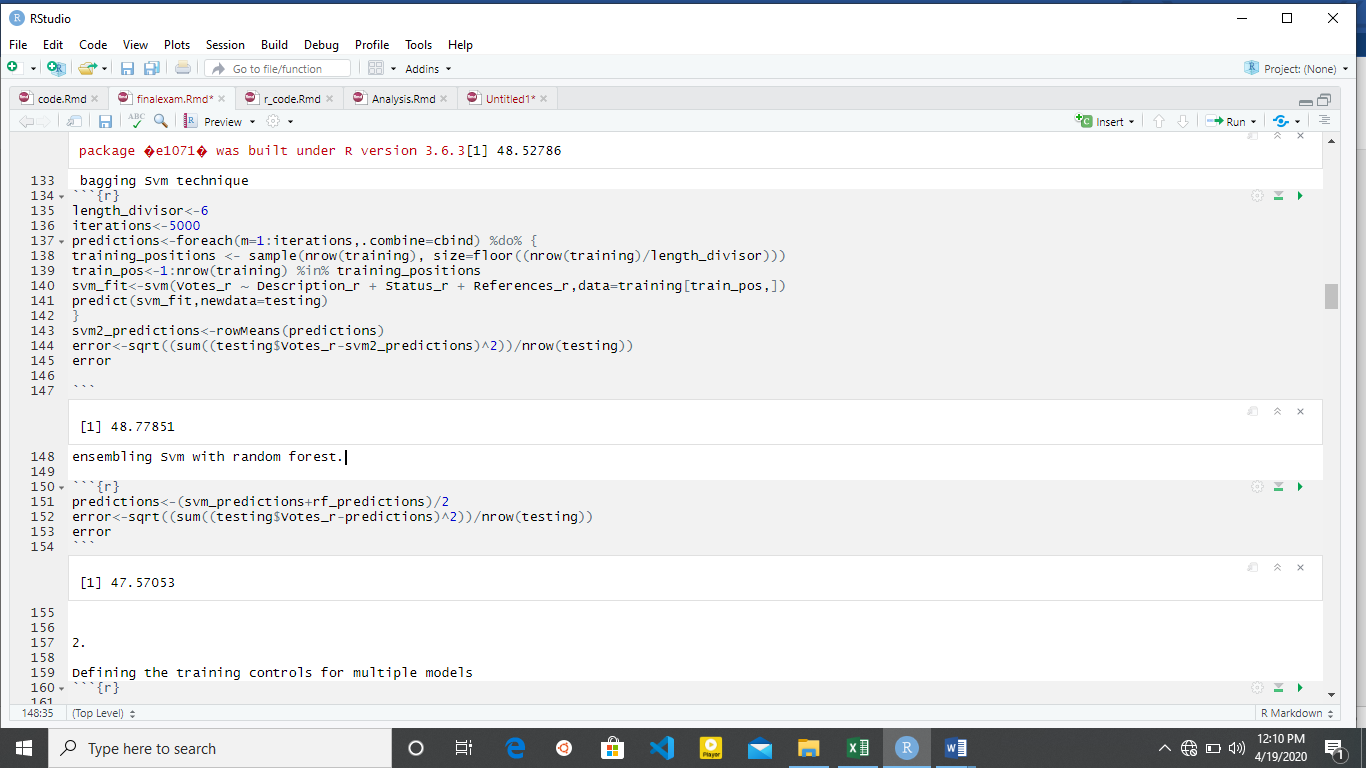 RStudio
File Edit Code View Plots Session Build Debug Profile Tools Help
Go to file/function Addins Project: (None)
code.Rmd finalexam.Rmd* r_code.Rmd Analysis.Rmd Untitled1*
ABC Preview Insert Run
package �e1071� was built under R version 3.6.3[1] 48.52786
133 bagging Svm technique
134 ```{r}
135 length_divisor<-6
136 iterations<-5000
137 predictions<-foreach(m=1:iterations,.combine=cbind) %do% {
138 training_positions <- sample(nrow(training), size=floor((nrow(training)/length_divisor)))
139 train_pos<-1:nrow(training) %in% training_positions
140 svm_fit<-svm(Votes_r ~ Description_r + Status_r + References_r,data=training[train_pos,])
141 predict(svm_fit,newdata=testing)
142 }
143 svm2_predictions<-rowMeans(predictions)
144 error<-sqrt((sum((testing$Votes_r-svm2_predictions)^2))/nrow(testing))
145 error
146
147 ```
[1] 48.77851
148 ensembling Svm with random forest.
149
150 ```{r}
151 predictions<-(svm_predictions+rf_predictions)/2
152 error<-sqrt((sum((testing$Votes_r-predictions)^2))/nrow(testing))
153 error
154 ```
[1] 47.57053
155
156
157 2.
158
159 Defining the training controls for multiple models
160 ```{r}
161
148:35 (Top Level) R Markdown
Type here to search
Player
12:10 PM
4/19/2020
1